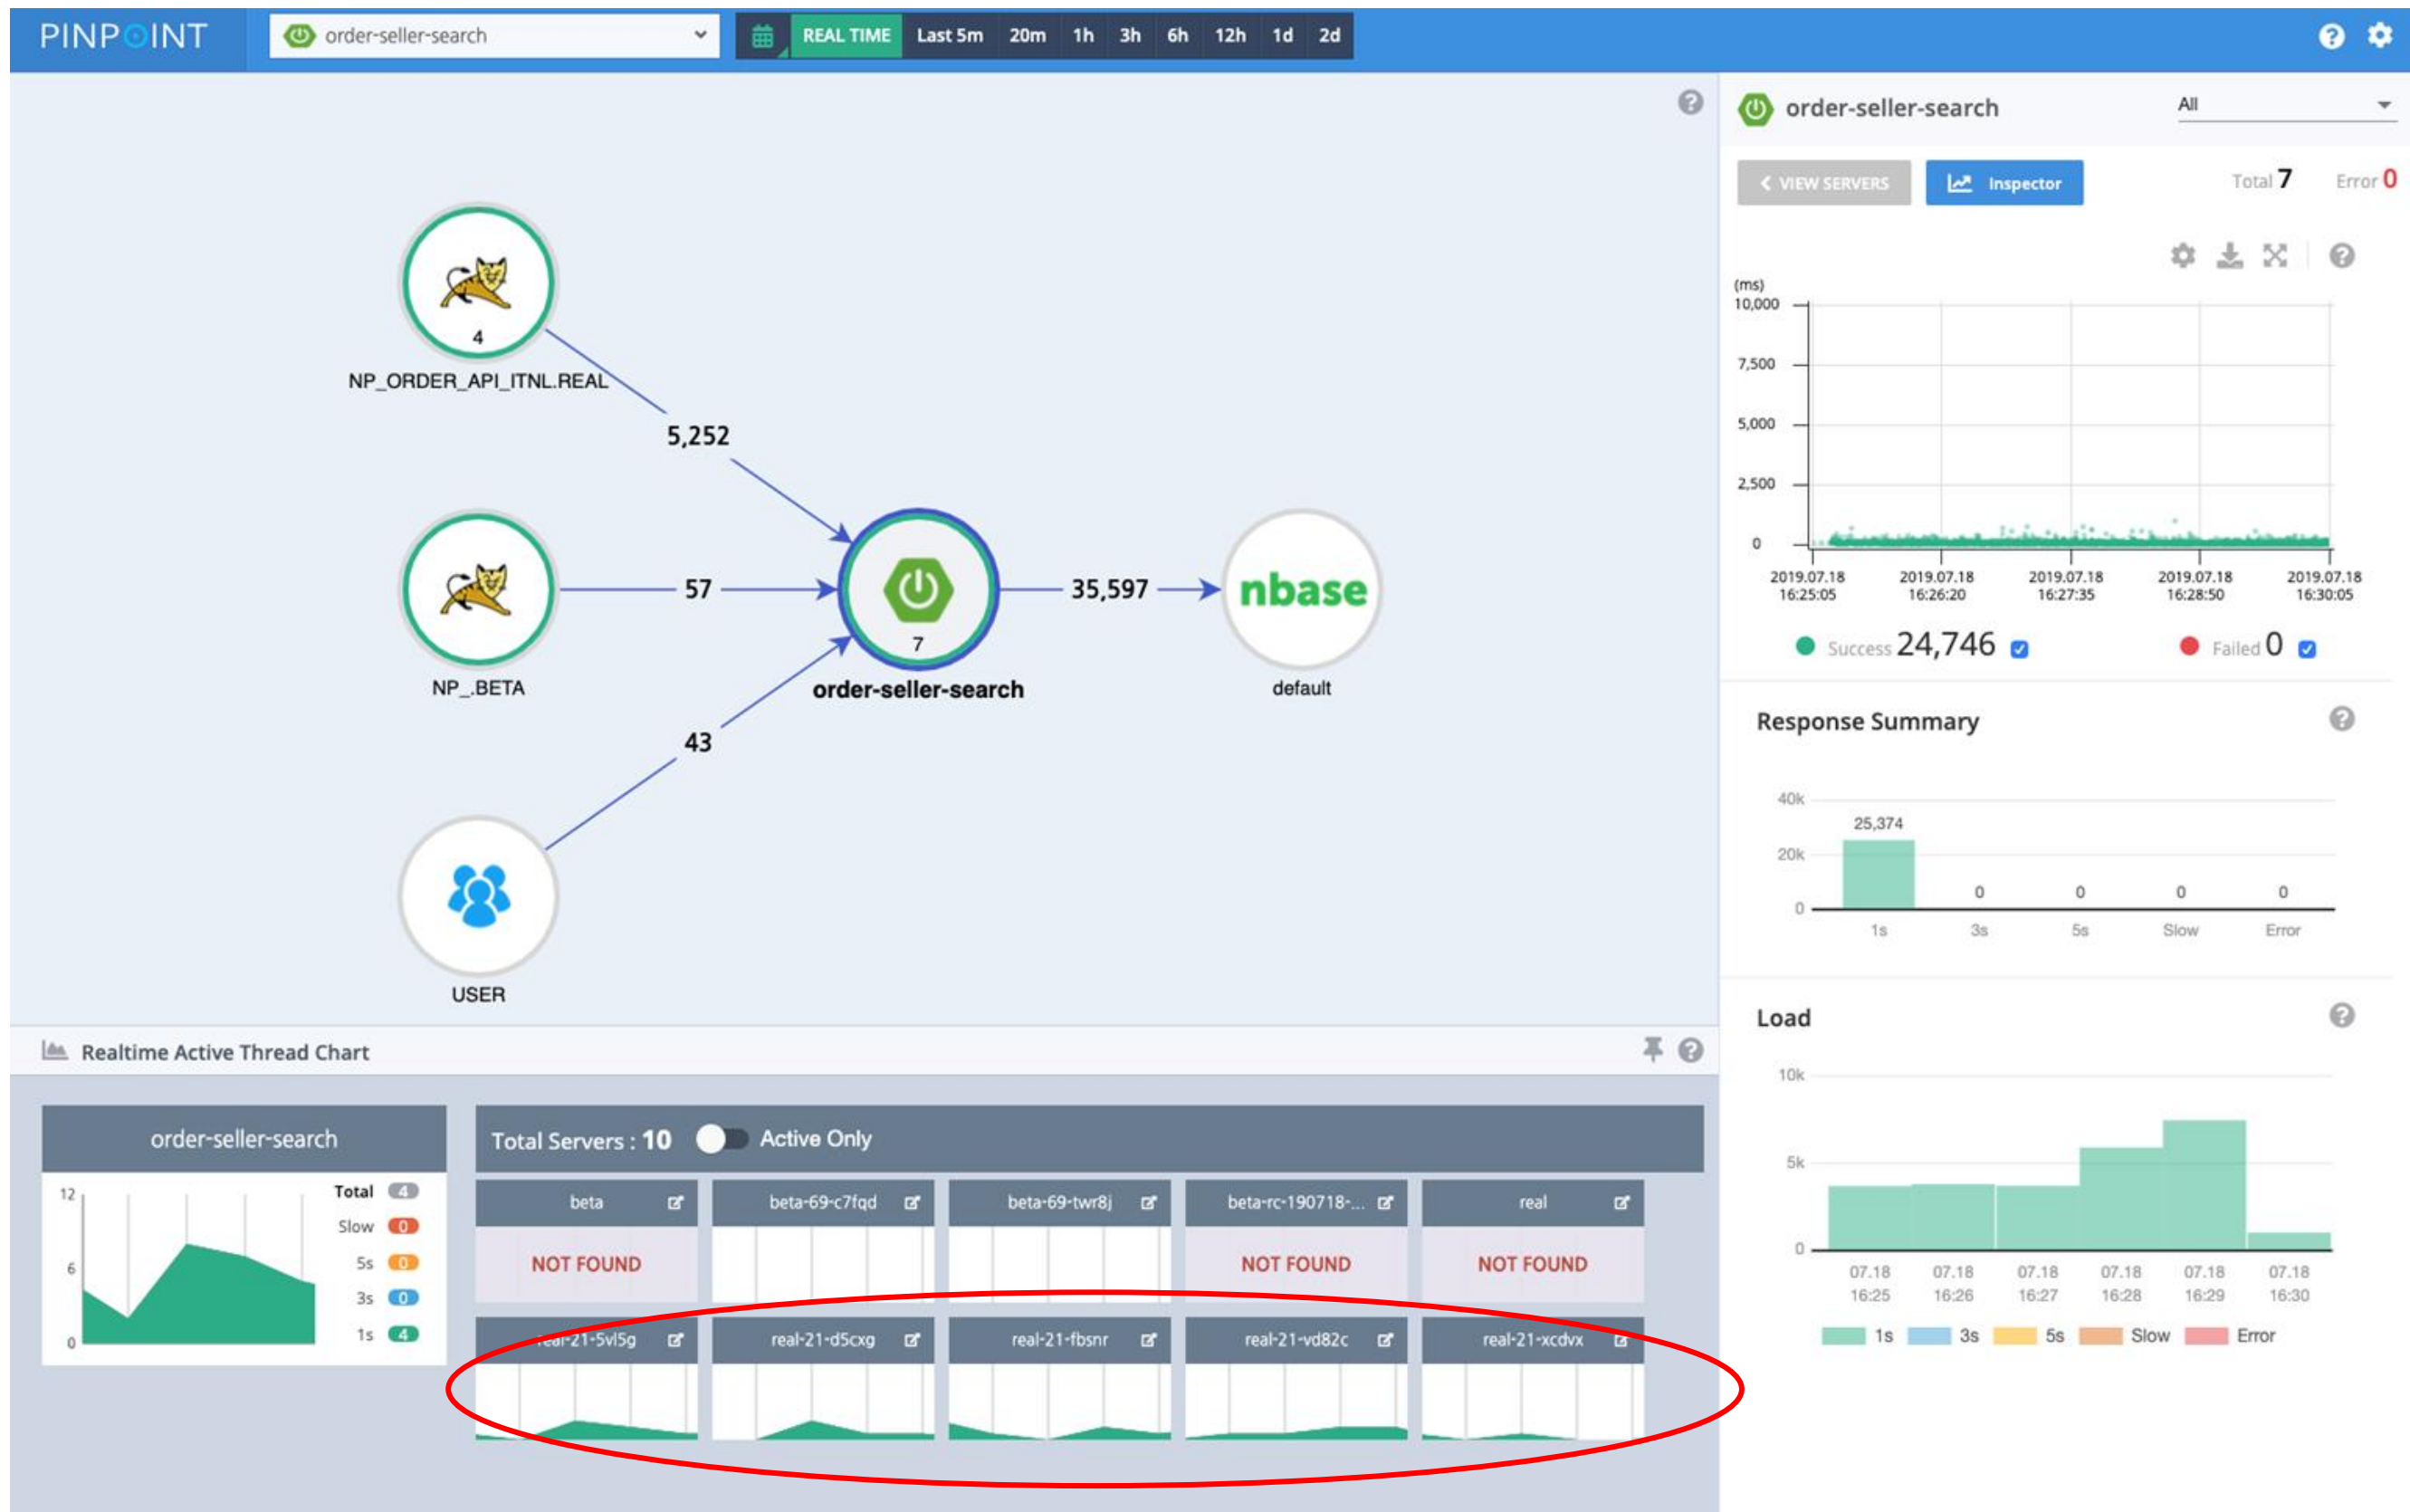 PINPOINT
order-seller-search
REAL TIME Last 5m 20m 1h 3h 6h 12h 1d 2d
4
NP_ORDER_API_ITNL.REAL
5,252
NP_.BETA
57
7
order-seller-search
35,597
nbase
default
43
USER
order-seller-search
All
VIEW SERVERS
Inspector
Total 7
Error 0
(ms)
10,000
7,500
5,000
2,500
0
2019.07.18 2019.07.18 2019.07.18 2019.07.18 2019.07.18
16:25:05 16:26:20 16:27:35 16:28:50 16:30:05
Success 24,746
Failed 0
Response Summary
40k
25,374
20k
0 0 0 0
0
1s 3s 5s Slow Error
Load
10k
5k
0
07.18 07.18 07.18 07.18 07.18 07.18
16:25 16:26 16:27 16:28 16:29 16:30
1s 3s 5s Slow Error
Realtime Active Thread Chart
order-seller-search
12
6
0
Total 4
Slow 0
5s 0
3s 0
1s 4
Total Servers : 10 Active Only
beta beta-69-c7fqd beta-69-twr8j beta-rc-190718-... real
NOT FOUND NOT FOUND NOT FOUND
real-21-5vl5g real-21-d5cxg real-21-fbsnr real-21-vd82c real-21-xcdvx